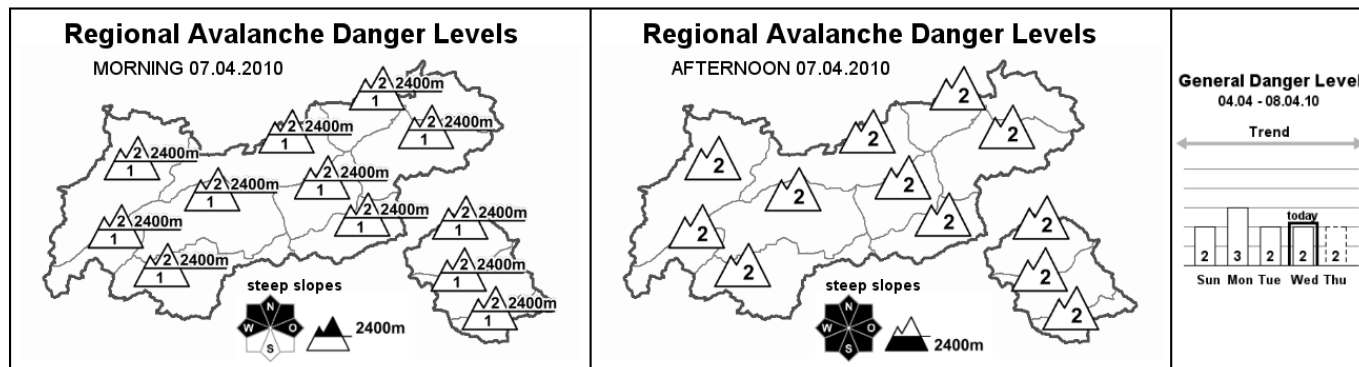 Regional Avalanche Danger Levels
MORNING 07.04.2010
2 2400m
1
2 2400m
1
2 2400m
1
2 2400m
1
2 2400m
1
2 2400m
1
2 2400m
1
2 2400m
1
2 2400m
1
2 2400m
1
2 2400m
1
2 2400m
1
steep slopes
N
W O
S
2400m
Regional Avalanche Danger Levels
AFTERNOON 07.04.2010
2
2
2
2
2
2
2
2
2
2
2
2
steep slopes
N
W O
S
2400m
General Danger Level
04.04 - 08.04.10
Trend
today
2 3 2 2 2
Sun Mon Tue Wed Thu